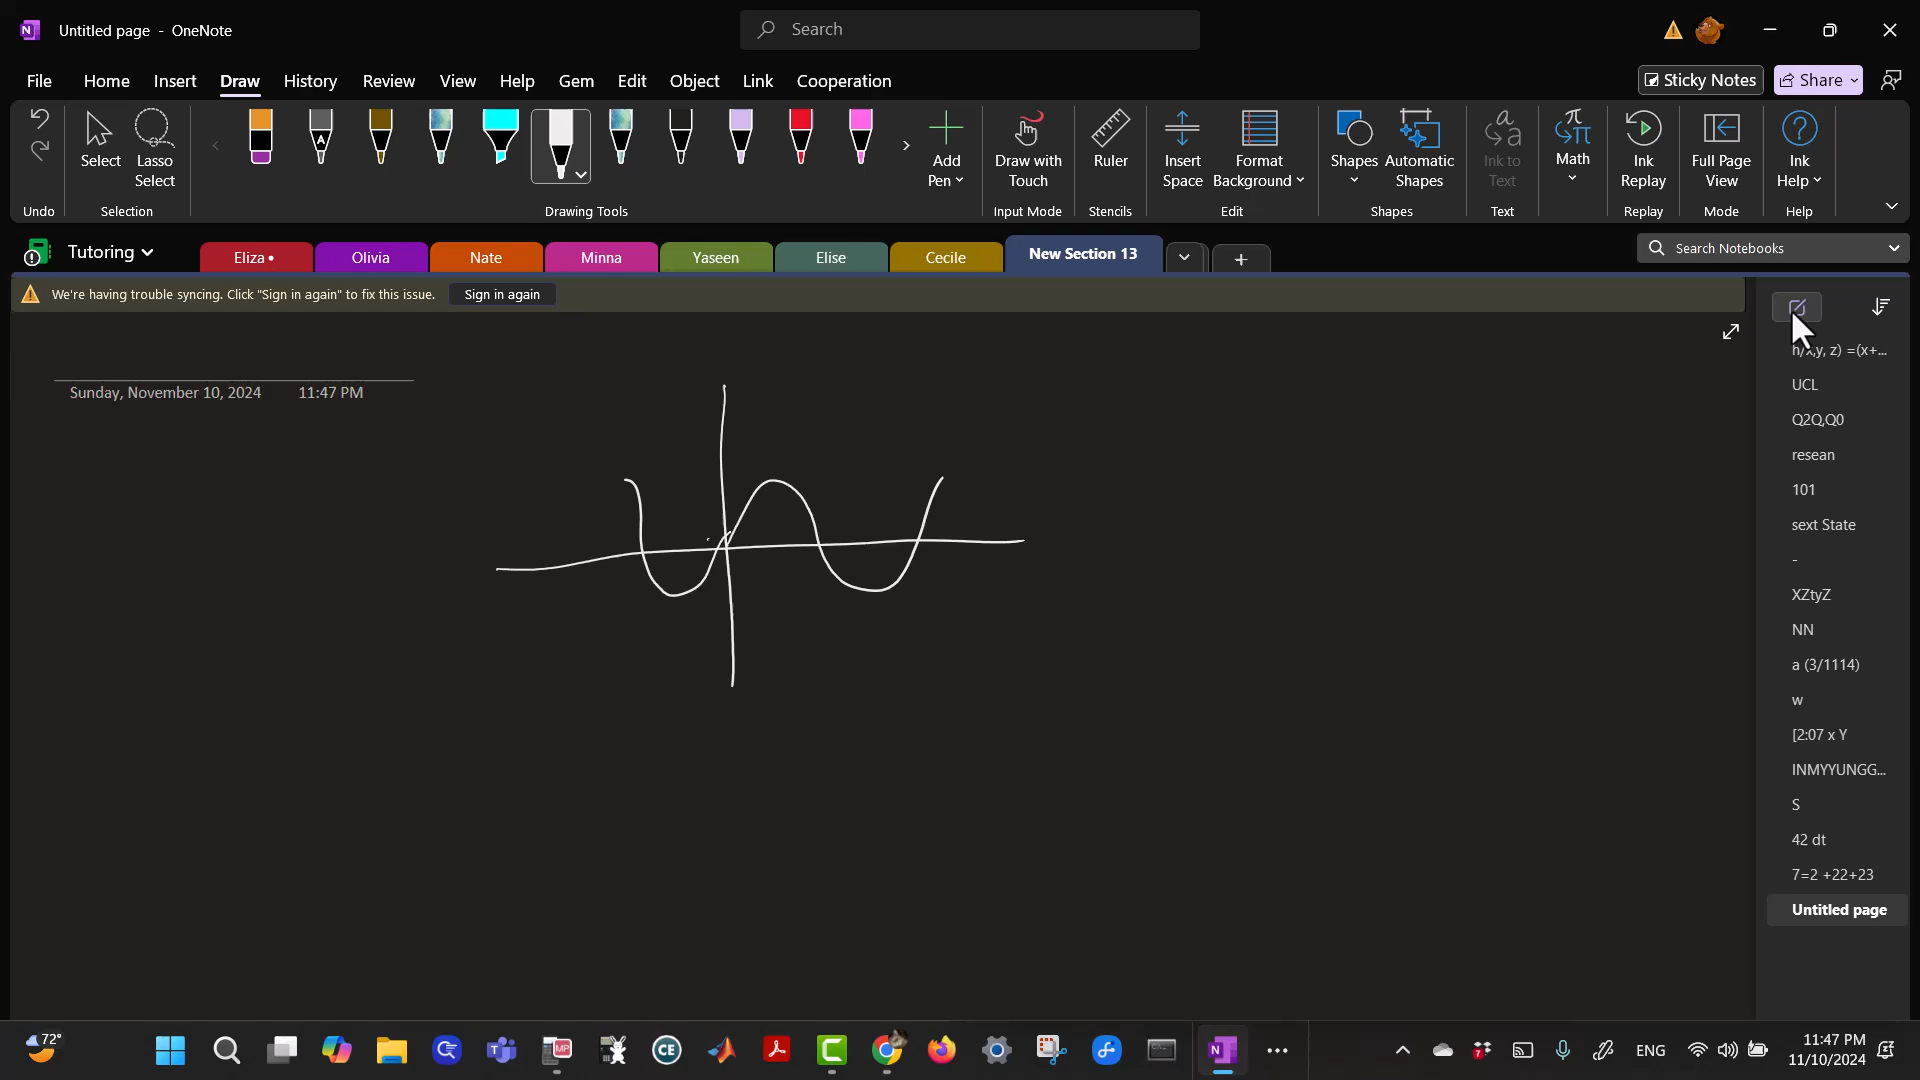 Untitled page - OneNote
Search
File Home Insert Draw History Review View Help Gem Edit Object Link Cooperation
Sticky Notes
Share
Select
Lasso Select
Add Pen
Draw with Touch
Ruler
Insert Space
Format Background
Shapes
Automatic Shapes
Ink to Text
Math
Ink Replay
Full Page View
Ink Help
Undo
Selection
Drawing Tools
Input Mode
Stencils
Edit
Shapes
Text
Replay
Mode
Help
Tutoring
Eliza
Olivia
Nate
Minna
Yaseen
Elise
Cecile
New Section 13
Search Notebooks
We're having trouble syncing. Click "Sign in again" to fix this issue.
Sign in again
Sunday, November 10, 2024 11:47 PM
h/x,y, z) =(x+...
UCL
Q2Q,Q0
resean
101
sext State
-
XZtyZ
NN
a (3/1114)
w
[2:07 x Y
INMYYUNGG...
S
42 dt
7=2 +22+23
Untitled page
72°
MP
CE
ENG
11:47 PM
11/10/2024